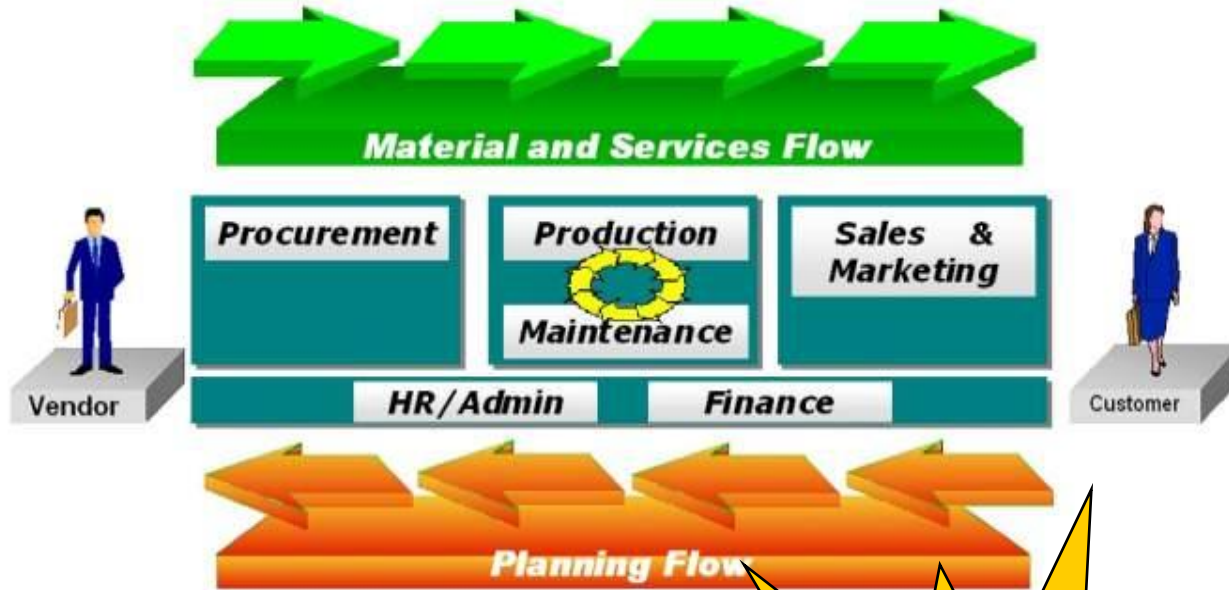 Material and Services Flow
Procurement
Production
Sales &
Marketing
Maintenance
Vendor
HR/Admin
Finance
Customer
Planning Flow